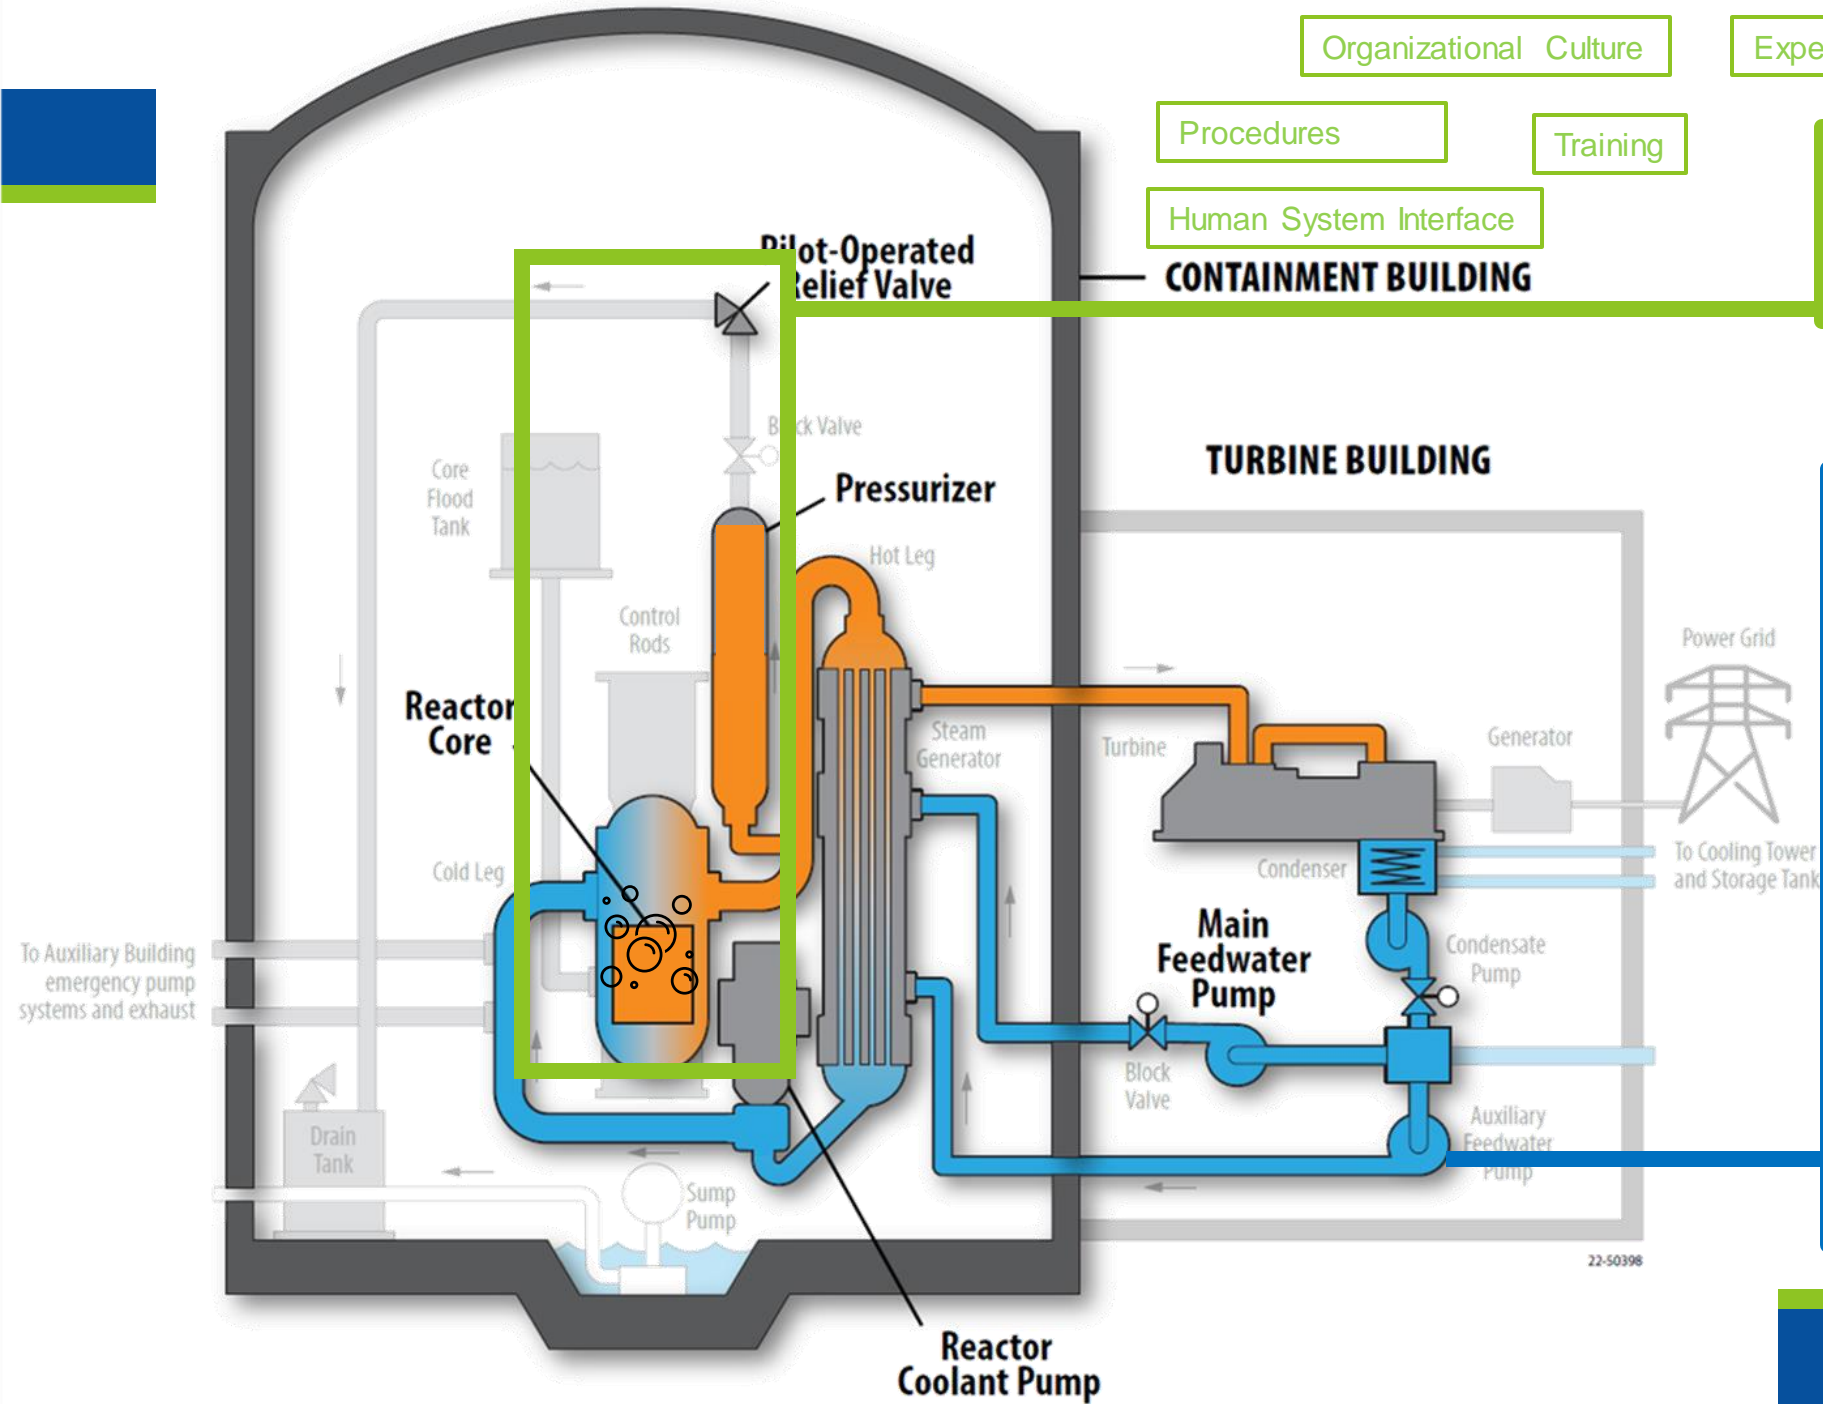 Organizational Culture
Procedures
Training
Human System Interface
Pilot-Operated
Relief Valve
CONTAINMENT BUILDING
Block Valve
Core
Flood
Tank
Pressurizer
TURBINE BUILDING
Hot Leg
Control
Rods
Power Grid
Reactor
Core
Steam
Generator
Turbine
Generator
Cold Leg
Condenser
To Cooling Tower
and Storage Tank
Main
Feedwater
Pump
Condensate
Pump
To Auxiliary Building
emergency pump
systems and exhaust
Block
Valve
Auxiliary
Feedwater
Pump
Drain
Tank
Sump
Pump
22-50398
Reactor
Coolant Pump